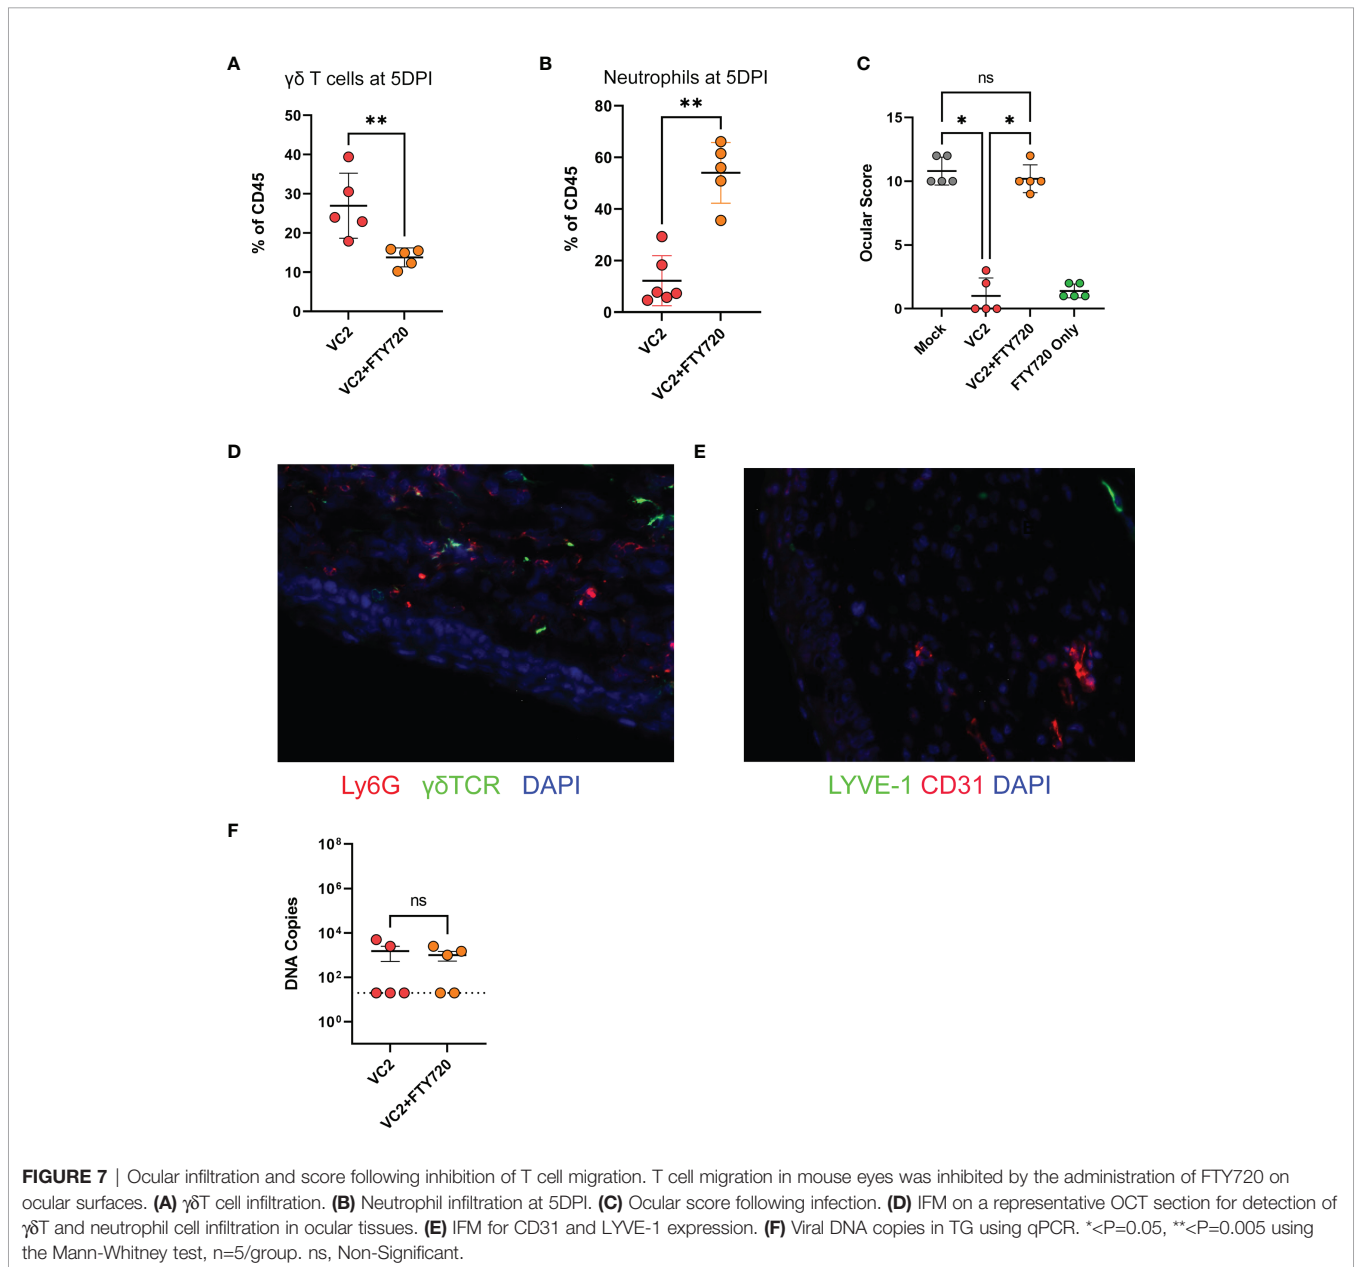 A
γδ T cells at 5DPI
**
50
40
30
20
10
0
% of CD45
VC2
VC2+FTY720
B
Neutrophils at 5DPI
**
80
60
40
20
0
% of CD45
VC2
VC2+FTY720
C
ns
*
*
15
10
5
0
Ocular Score
Mock
VC2
VC2+FTY720
FTY720 Only
D
Ly6G γδTCR DAPI
E
E
LYVE-1 CD31 DAPI
F
ns
10⁸
10⁶
10⁴
10²
10⁰
DNA Copies
VC2
VC2+FTY720
FIGURE 7 | Ocular infiltration and score following inhibition of T cell migration. T cell migration in mouse eyes was inhibited by the administration of FTY720 on
ocular surfaces. (A) γδT cell infiltration. (B) Neutrophil infiltration at 5DPI. (C) Ocular score following infection. (D) IFM on a representative OCT section for detection of
γδT and neutrophil cell infiltration in ocular tissues. (E) IFM for CD31 and LYVE-1 expression. (F) Viral DNA copies in TG using qPCR. *<P=0.05, **<P=0.005 using
the Mann-Whitney test, n=5/group. ns, Non-Significant.